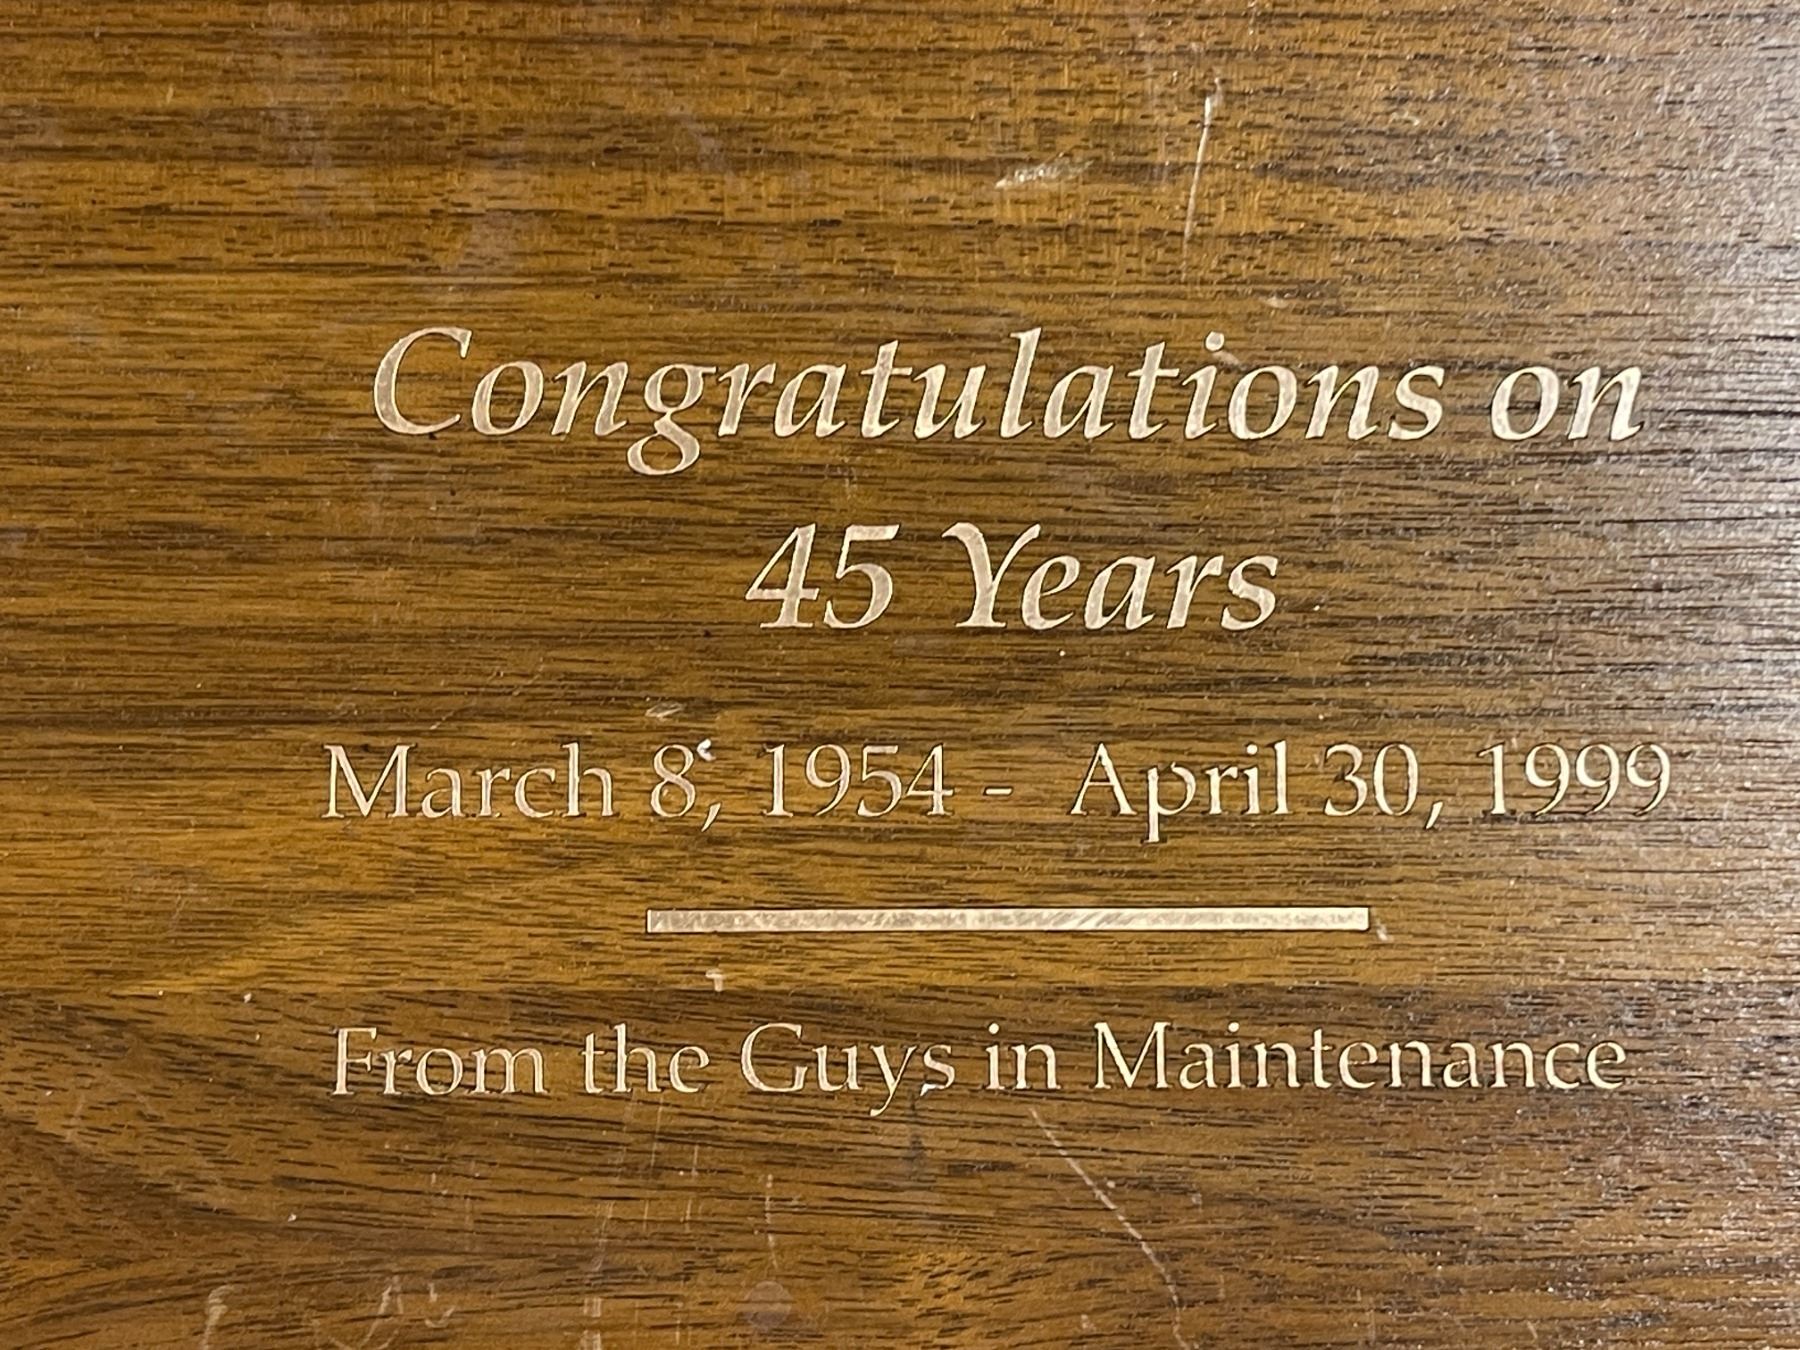 Congratulations on
45 Years
March 8, 1954 - April 30, 1999
From the Guys in Maintenance